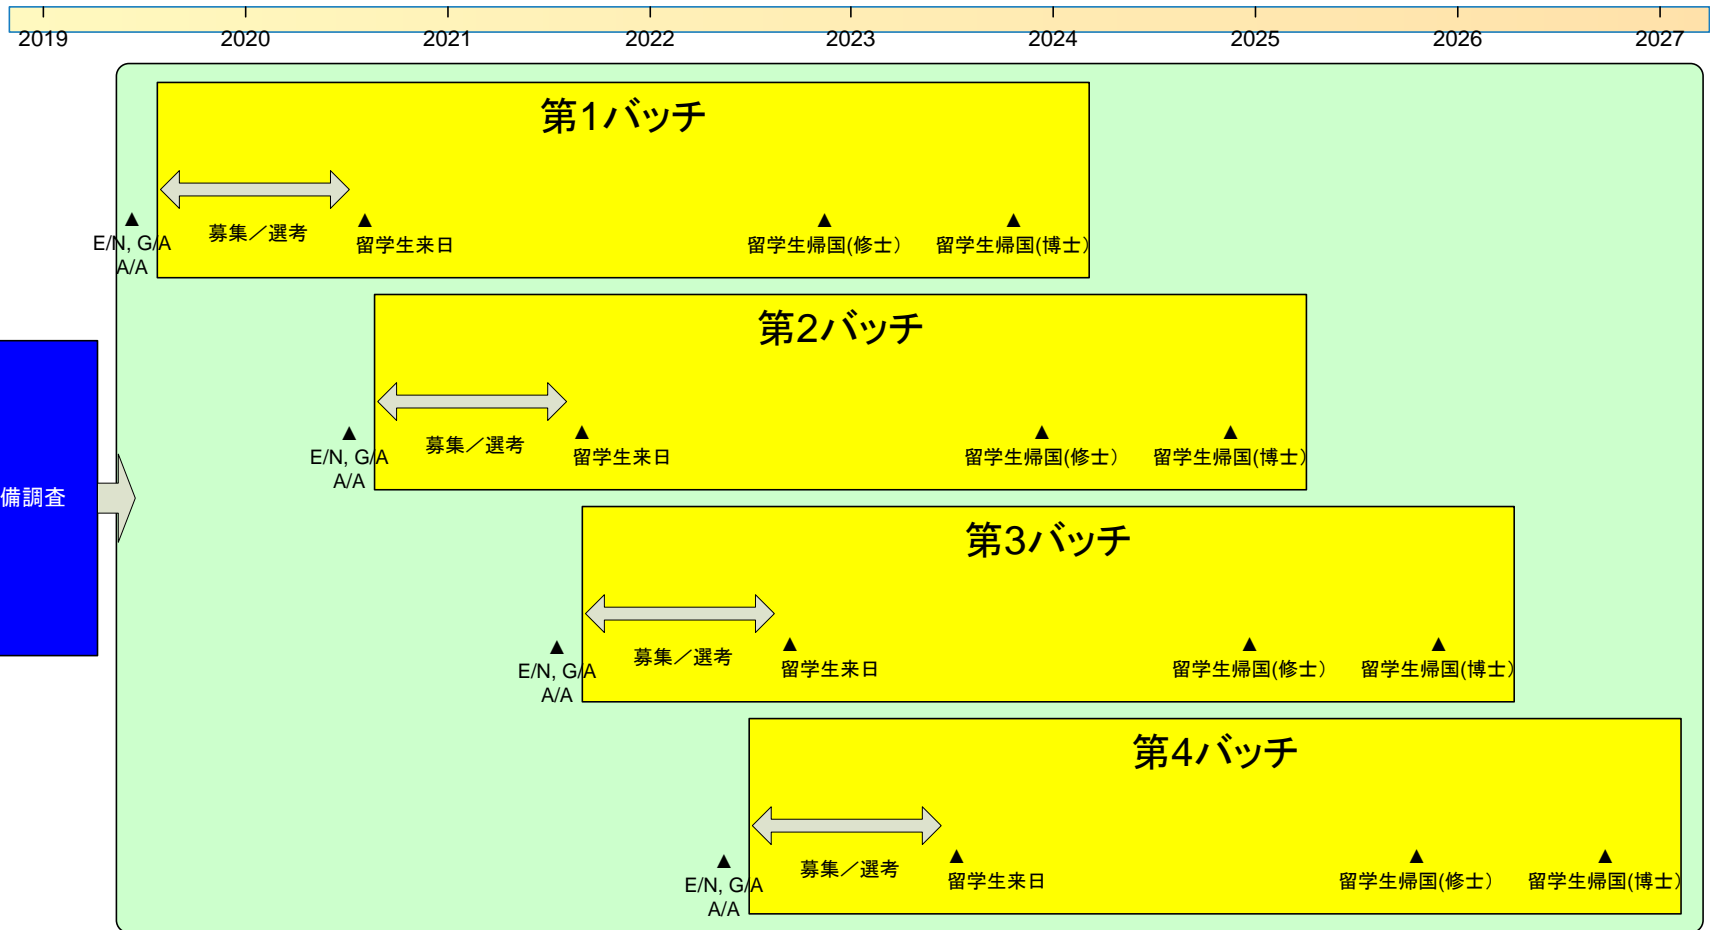 2019 2020 2021 2022 2023 2024 2025 2026 2027
第1バッチ
募集／選考
E/N, G/A
A/A
留学生来日
留学生帰国(修士）
留学生帰国(博士）
第2バッチ
募集／選考
E/N, G/A
A/A
留学生来日
留学生帰国(修士）
留学生帰国(博士）
備調査
第3バッチ
募集／選考
E/N, G/A
A/A
留学生来日
留学生帰国(修士）
留学生帰国(博士）
第4バッチ
募集／選考
E/N, G/A
A/A
留学生来日
留学生帰国(修士）
留学生帰国(博士）